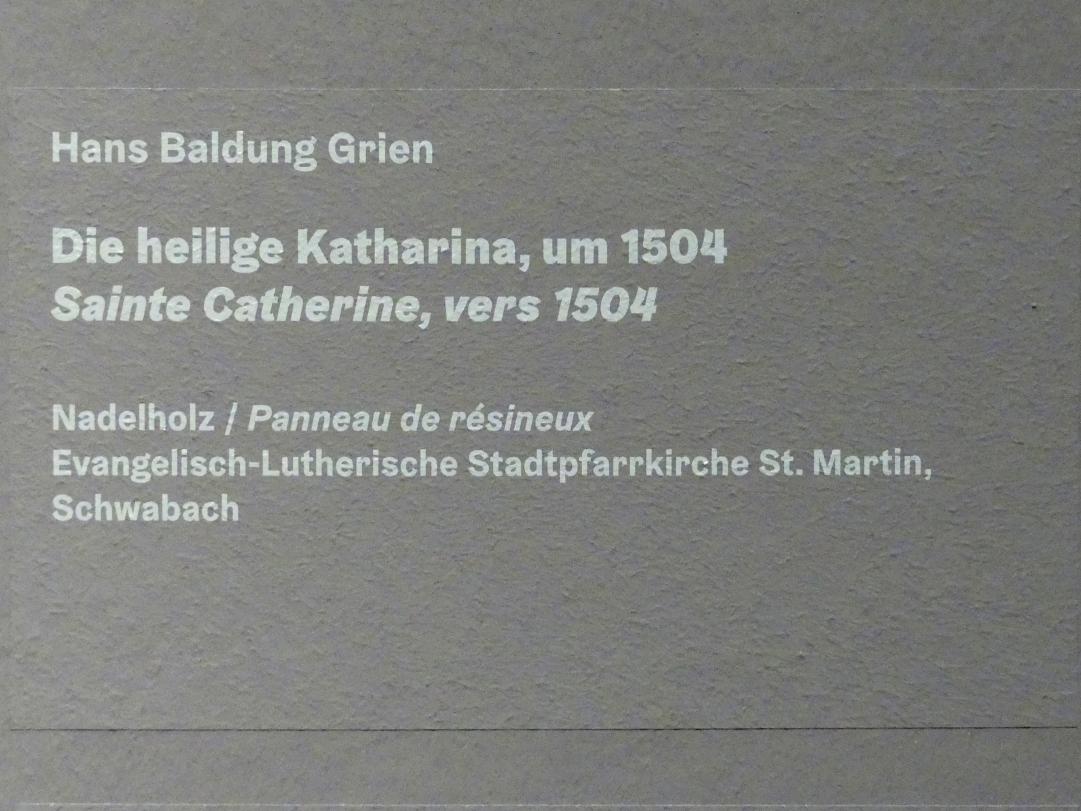 Hans Baldung Grien
Die heilige Katharina, um 1504
Sainte Catherine, vers 1504
Nadelholz / Panneau de résineux
Evangelisch-Lutherische Stadtpfarrkirche St. Martin,
Schwabach